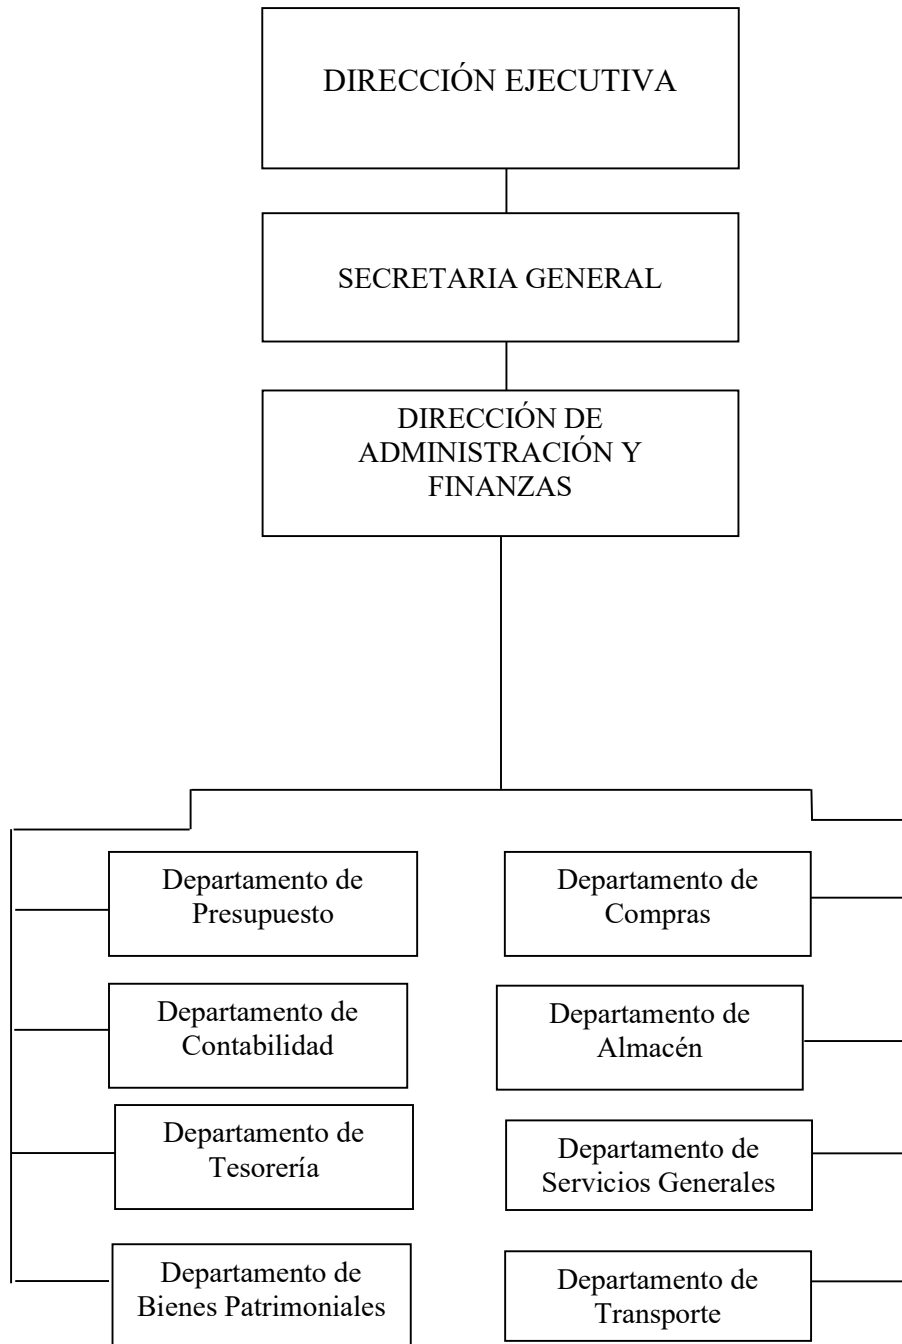 DIRECCIÓN EJECUTIVA
SECRETARIA GENERAL
DIRECCIÓN DE
ADMINISTRACIÓN Y
FINANZAS
Departamento de
Presupuesto
Departamento de
Compras
Departamento de
Contabilidad
Departamento de
Almacén
Departamento de
Tesorería
Departamento de
Servicios Generales
Departamento de
Bienes Patrimoniales
Departamento de
Transporte